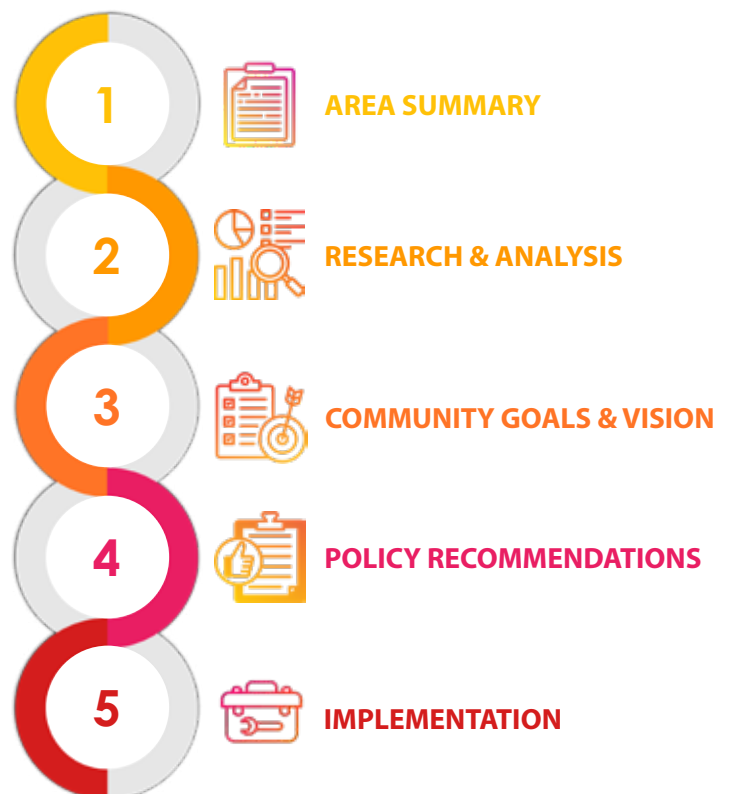 1
AREA SUMMARY
2
RESEARCH & ANALYSIS
3
COMMUNITY GOALS & VISION
4
POLICY RECOMMENDATIONS
5
IMPLEMENTATION